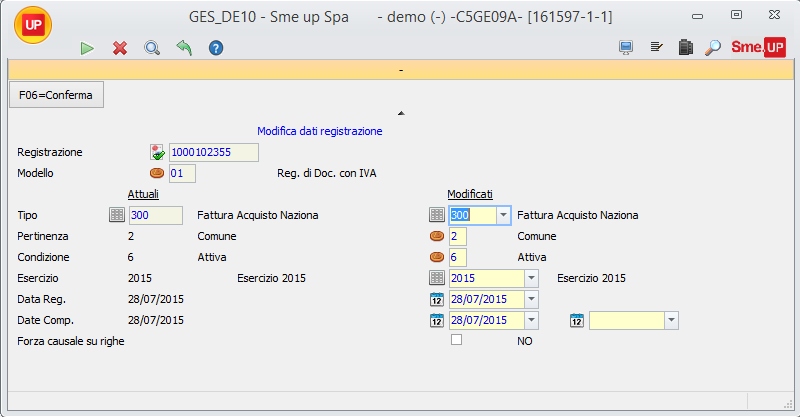 UP GES_DE10 - Sme up Spa - demo (-) -C5GE09A- [161597-1-1]
Sme.UP
-
F06=Conferma
Modifica dati registrazione
Registrazione 1000102355
Modello 01 Reg. di Doc. con IVA
Attuali Modificati
Tipo 300 Fattura Acquisto Naziona 300 Fattura Acquisto Naziona
Pertinenza 2 Comune 2 Comune
Condizione 6 Attiva 6 Attiva
Esercizio 2015 Esercizio 2015 2015 Esercizio 2015
Data Reg. 28/07/2015 12 28/07/2015
Date Comp. 28/07/2015 12 28/07/2015 12
Forza causale su righe NO